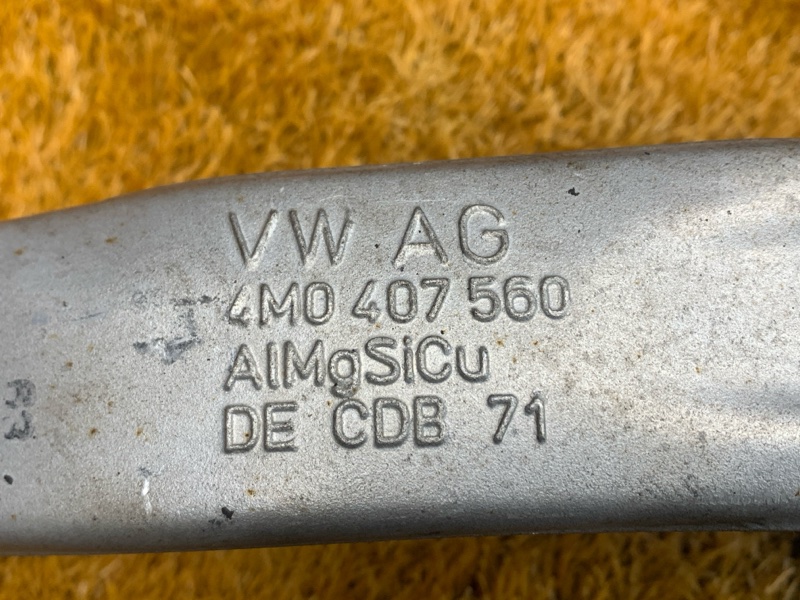 VW AG
4M0 407 560
AlMgSiCu
DE CDB 71